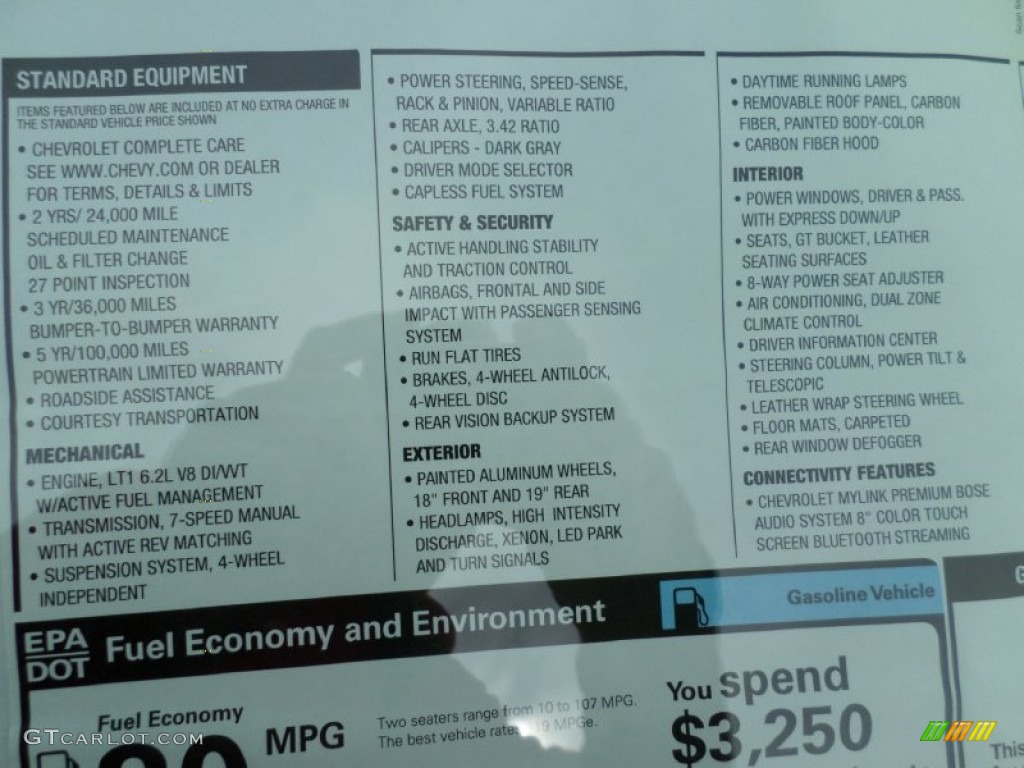 STANDARD EQUIPMENT
ITEMS FEATURED BELOW ARE INCLUDED AT NO EXTRA CHARGE IN
THE STANDARD VEHICLE PRICE SHOWN
• CHEVROLET COMPLETE CARE
SEE WWW.CHEVY.COM OR DEALER
FOR TERMS, DETAILS & LIMITS
• 2 YRS/ 24,000 MILE
SCHEDULED MAINTENANCE
OIL & FILTER CHANGE
27 POINT INSPECTION
• 3 YR/36,000 MILES
BUMPER-TO-BUMPER WARRANTY
• 5 YR/100,000 MILES
POWERTRAIN LIMITED WARRANTY
• ROADSIDE ASSISTANCE
• COURTESY TRANSPORTATION
MECHANICAL
• ENGINE, LT1 6.2L V8 DI/VVT
W/ACTIVE FUEL MANAGEMENT
• TRANSMISSION, 7-SPEED MANUAL
WITH ACTIVE REV MATCHING
• SUSPENSION SYSTEM, 4-WHEEL
INDEPENDENT
• POWER STEERING, SPEED-SENSE,
RACK & PINION, VARIABLE RATIO
• REAR AXLE, 3.42 RATIO
• CALIPERS - DARK GRAY
• DRIVER MODE SELECTOR
• CAPLESS FUEL SYSTEM
SAFETY & SECURITY
• ACTIVE HANDLING STABILITY
AND TRACTION CONTROL
• AIRBAGS, FRONTAL AND SIDE
IMPACT WITH PASSENGER SENSING
SYSTEM
• RUN FLAT TIRES
• BRAKES, 4-WHEEL ANTILOCK,
4-WHEEL DISC
• REAR VISION BACKUP SYSTEM
EXTERIOR
• PAINTED ALUMINUM WHEELS,
18" FRONT AND 19" REAR
• HEADLAMPS, HIGH INTENSITY
DISCHARGE, XENON, LED PARK
AND TURN SIGNALS
• DAYTIME RUNNING LAMPS
• REMOVABLE ROOF PANEL, CARBON
FIBER, PAINTED BODY-COLOR
• CARBON FIBER HOOD
INTERIOR
• POWER WINDOWS, DRIVER & PASS.
WITH EXPRESS DOWN/UP
• SEATS, GT BUCKET, LEATHER
SEATING SURFACES
• 8-WAY POWER SEAT ADJUSTER
• AIR CONDITIONING, DUAL ZONE
CLIMATE CONTROL
• DRIVER INFORMATION CENTER
• STEERING COLUMN, POWER TILT &
TELESCOPIC
• LEATHER WRAP STEERING WHEEL
• FLOOR MATS, CARPETED
• REAR WINDOW DEFOGGER
CONNECTIVITY FEATURES
• CHEVROLET MYLINK PREMIUM BOSE
AUDIO SYSTEM 8" COLOR TOUCH
SCREEN BLUETOOTH STREAMING
EPA
DOT
Fuel Economy and Environment
Gasoline Vehicle
Fuel Economy
MPG
Two seaters range from 10 to 107 MPG.
The best vehicle MPGe.
You spend
$3,250
This
GTCARLOT.COM